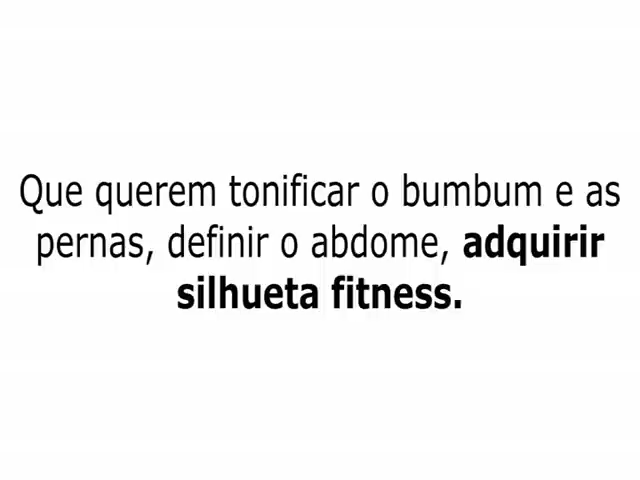 Que querem tonificar o bumbum e as
pernas, definir o abdome, adquirir
silhueta fitness.